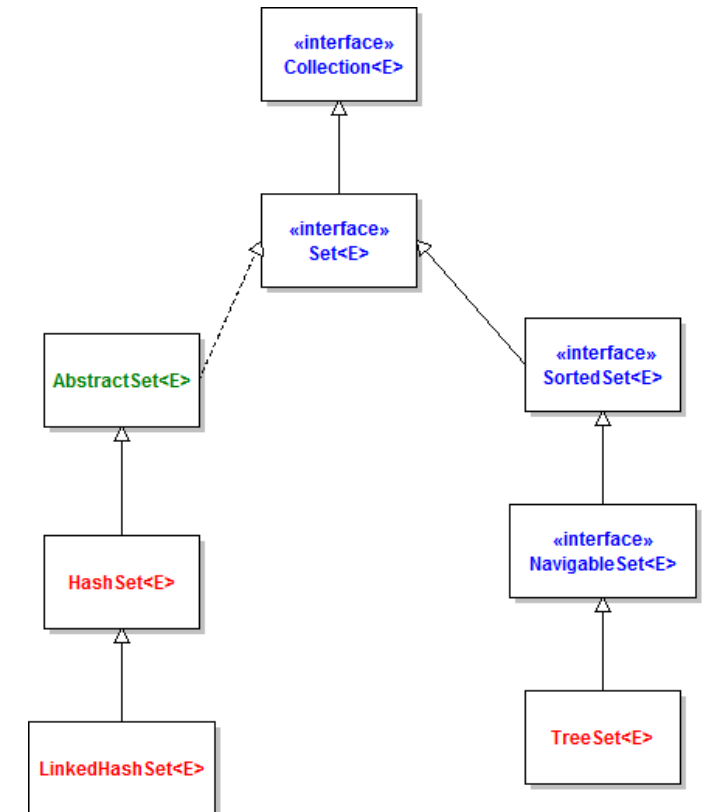 «interface»
Collection<E>
«interface»
Set<E>
AbstractSet<E>
«interface»
SortedSet<E>
HashSet<E>
«interface»
NavigableSet<E>
LinkedHashSet<E>
TreeSet<E>